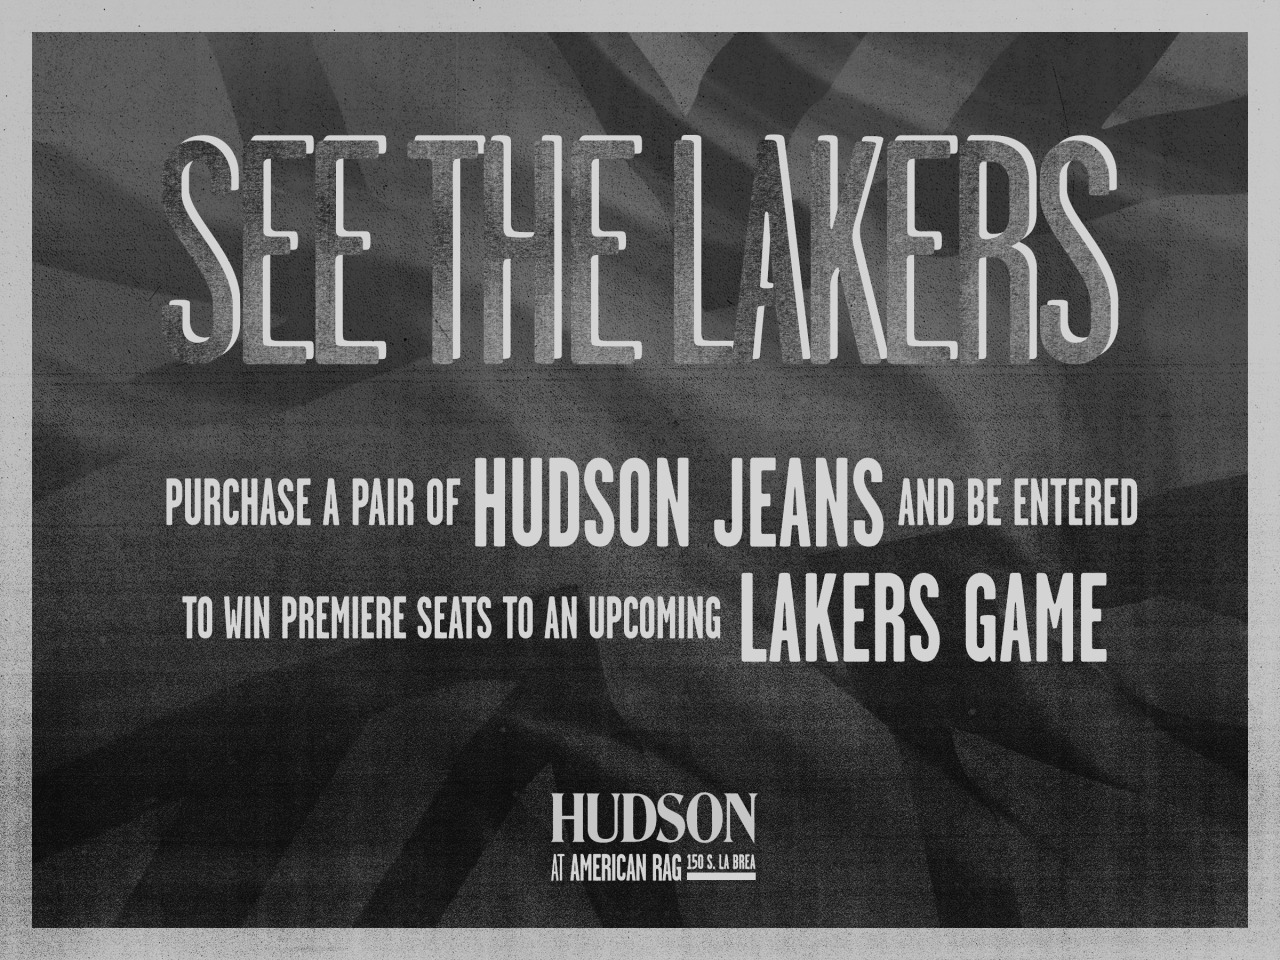 SEE THE LAKERS
PURCHASE A PAIR OF HUDSON JEANS AND BE ENTERED
TO WIN PREMIERE SEATS TO AN UPCOMING LAKERS GAME
HUDSON
AT AMERICAN RAG 150 S. LA BREA